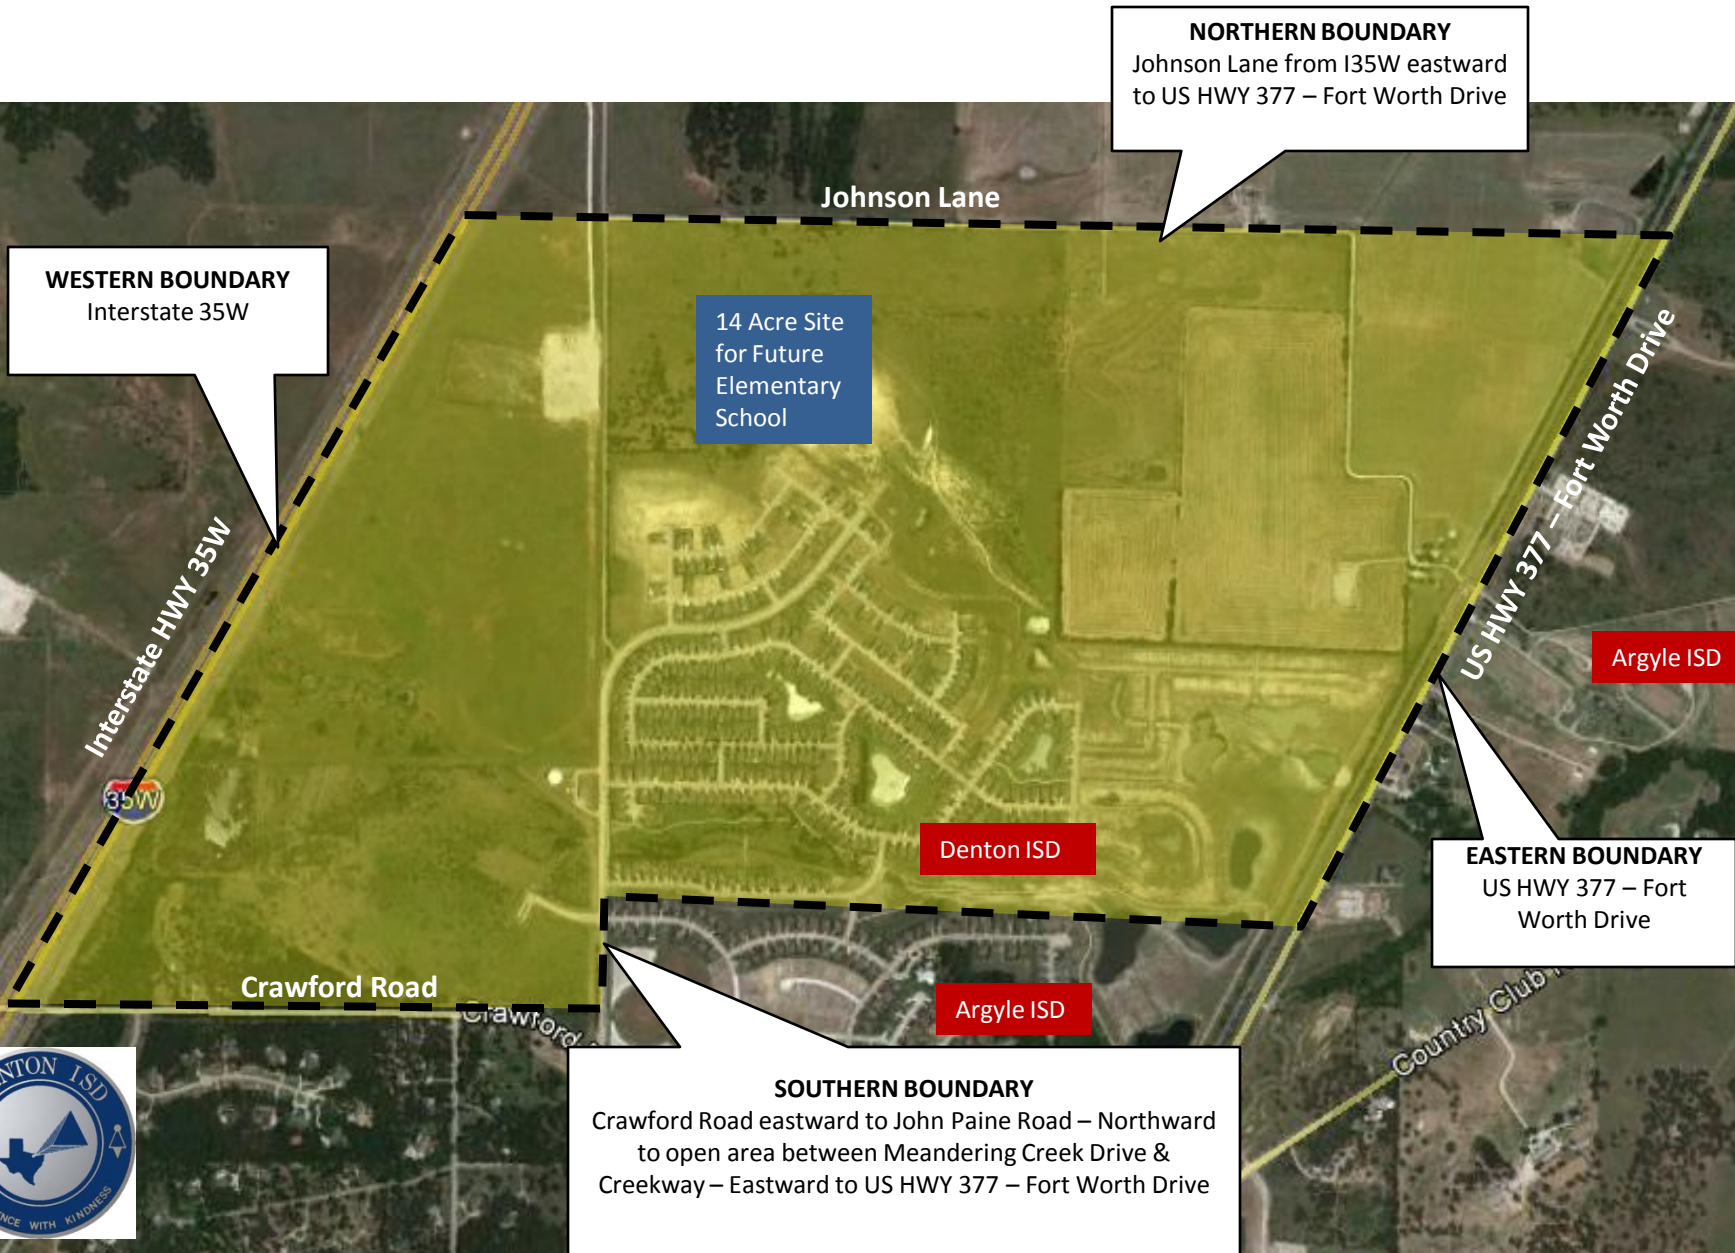 NORTHERN BOUNDARY
Johnson Lane from I35W eastward
to US HWY 377 – Fort Worth Drive
Johnson Lane
WESTERN BOUNDARY
Interstate 35W
14 Acre Site
for Future
Elementary
School
US HWY 377 – Fort Worth Drive
Interstate HWY 35W
Argyle ISD
35W
Denton ISD
EASTERN BOUNDARY
US HWY 377 – Fort
Worth Drive
Crawford Road
Crawford
Argyle ISD
Country Club
SOUTHERN BOUNDARY
Crawford Road eastward to John Paine Road – Northward
to open area between Meandering Creek Drive &
Creekway – Eastward to US HWY 377 – Fort Worth Drive
NTON ISD
ENCE WITH KINDNESS